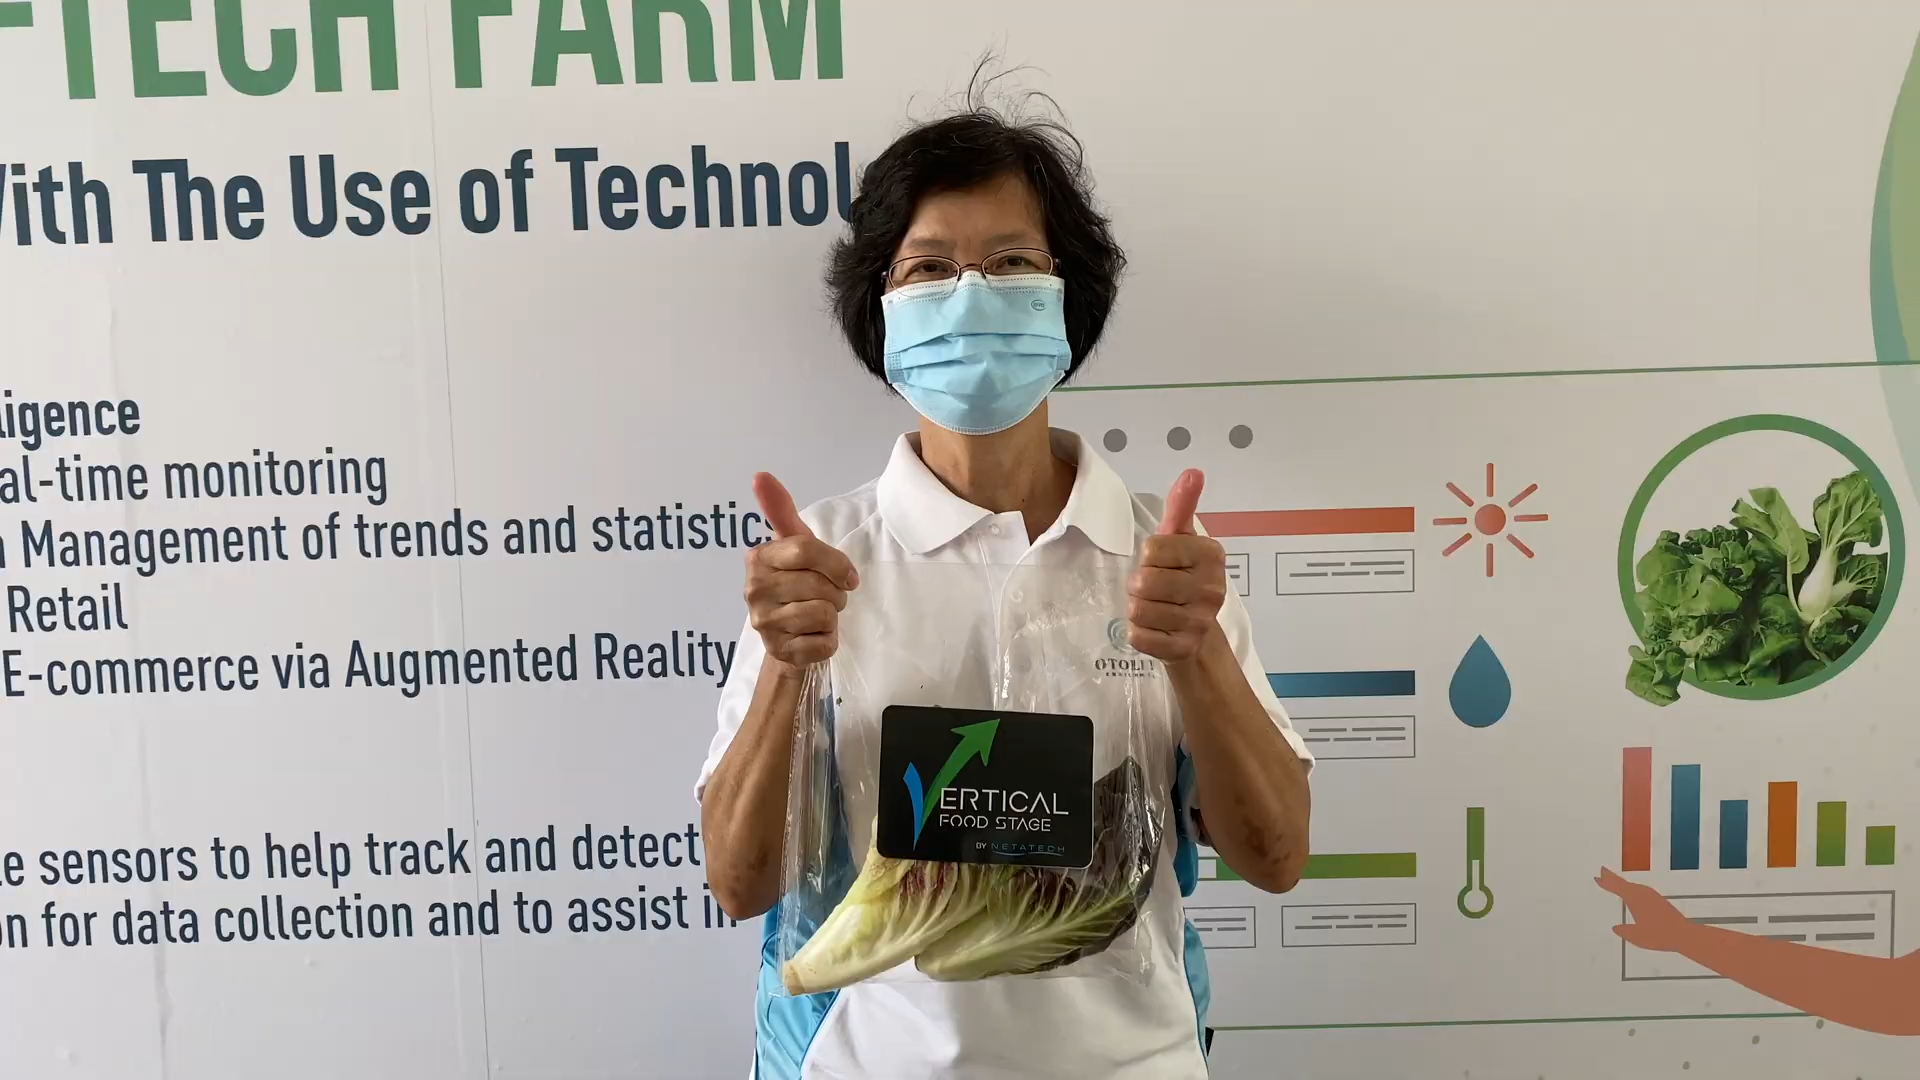 TECH FARM
With The Use of Technol
ligence
al-time monitoring
Management of trends and statistics
Retail
E-commerce via Augmented Reality
OTOLI
VERTICAL
FOOD STAGE
BY NETATECH
e sensors to help track and detect
on for data collection and to assist in